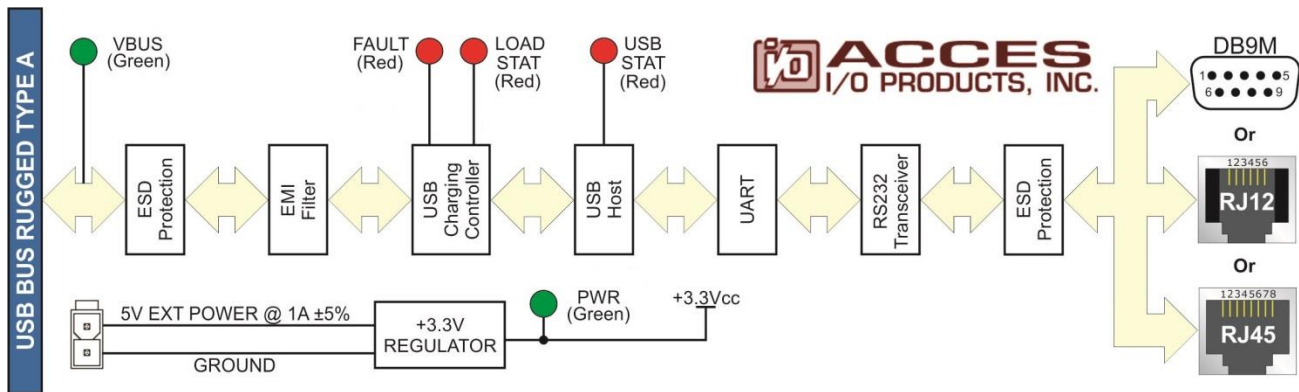 USB BUS RUGGED TYPE A
VBUS
(Green)
FAULT
(Red)
LOAD
STAT
(Red)
USB
STAT
(Red)
I/O ACCES
I/O PRODUCTS, INC.
DB9M
1 5
6 9
Or
123456
RJ12
Or
12345678
RJ45
ESD
Protection
EMI
Filter
USB
Charging
Controller
USB
Host
UART
RS232
Transceiver
ESD
Protection
5V EXT POWER @ 1A ±5%
GROUND
+3.3V
REGULATOR
PWR
(Green)
+3.3Vcc